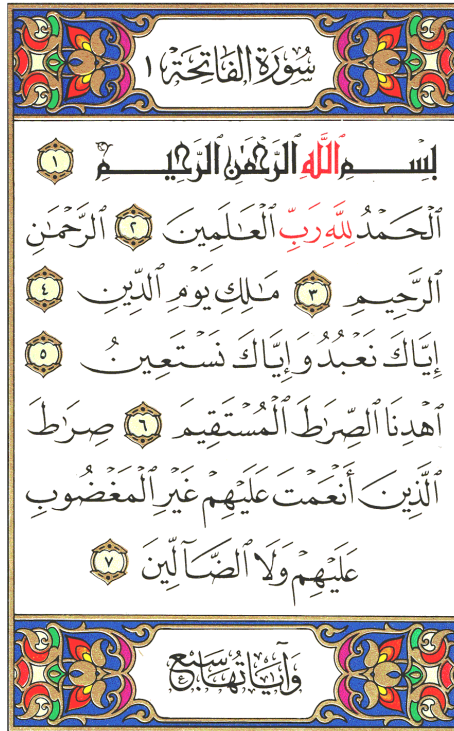 سُورَةُ الفَاتِحَة ١
بِسْمِ ٱللَّهِ ٱلرَّحْمَٰنِ ٱلرَّحِيمِ ١
ٱلْحَمْدُ لِلَّهِ رَبِّ ٱلْعَٰلَمِينَ ٢ ٱلرَّحْمَٰنِ
ٱلرَّحِيمِ ٣ مَٰلِكِ يَوْمِ ٱلدِّينِ ٤
إِيَّاكَ نَعْبُدُ وَإِيَّاكَ نَسْتَعِينُ ٥
ٱهْدِنَا ٱلصِّرَٰطَ ٱلْمُسْتَقِيمَ ٦ صِرَٰطَ
ٱلَّذِينَ أَنْعَمْتَ عَلَيْهِمْ غَيْرِ ٱلْمَغْضُوبِ
عَلَيْهِمْ وَلَا ٱلضَّآلِّينَ ٧
وَآيَاتُهَا سَبْع